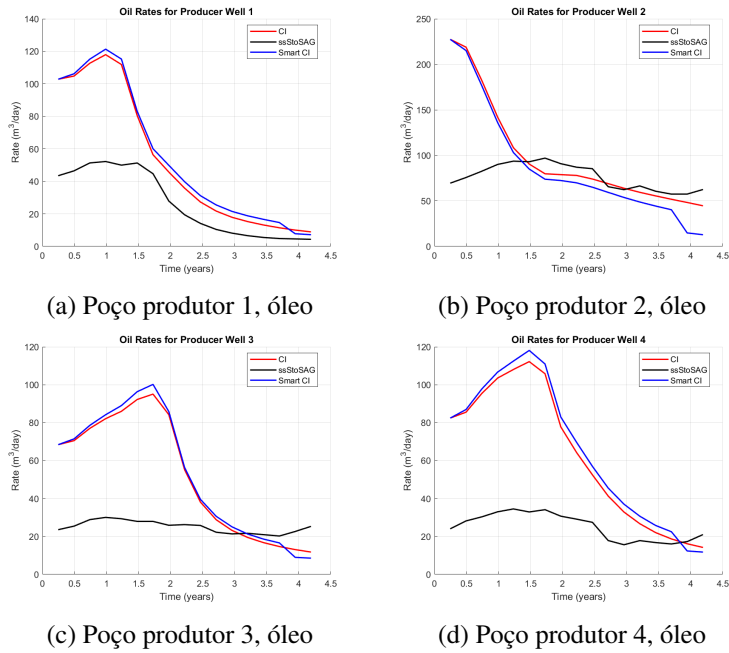 Oil Rates for Producer Well 1
CI
ssStoSAG
Smart CI
Rate (m³/day)
140
120
100
80
60
40
20
0
0 0.5 1 1.5 2 2.5 3 3.5 4 4.5
Time (years)
(a) Poço produtor 1, óleo
Oil Rates for Producer Well 2
CI
ssStoSAG
Smart CI
Rate (m³/day)
250
200
150
100
50
0
0 0.5 1 1.5 2 2.5 3 3.5 4 4.5
Time (years)
(b) Poço produtor 2, óleo
Oil Rates for Producer Well 3
CI
ssStoSAG
Smart CI
Rate (m³/day)
120
100
80
60
40
20
0
0 0.5 1 1.5 2 2.5 3 3.5 4 4.5
Time (years)
(c) Poço produtor 3, óleo
Oil Rates for Producer Well 4
CI
ssStoSAG
Smart CI
Rate (m³/day)
120
100
80
60
40
20
0
0 0.5 1 1.5 2 2.5 3 3.5 4 4.5
Time (years)
(d) Poço produtor 4, óleo